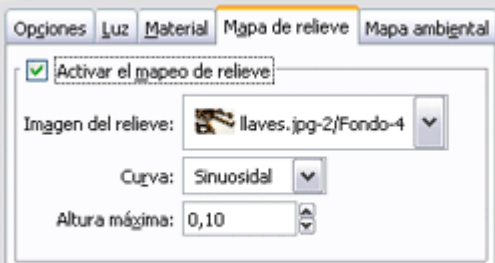 Opciones Luz Material Mapa de relieve Mapa ambiental
Activar el mapeo de relieve
Imagen del relieve: llaves.jpg-2/Fondo-4
Curva: Sinuosidal
Altura máxima: 0,10